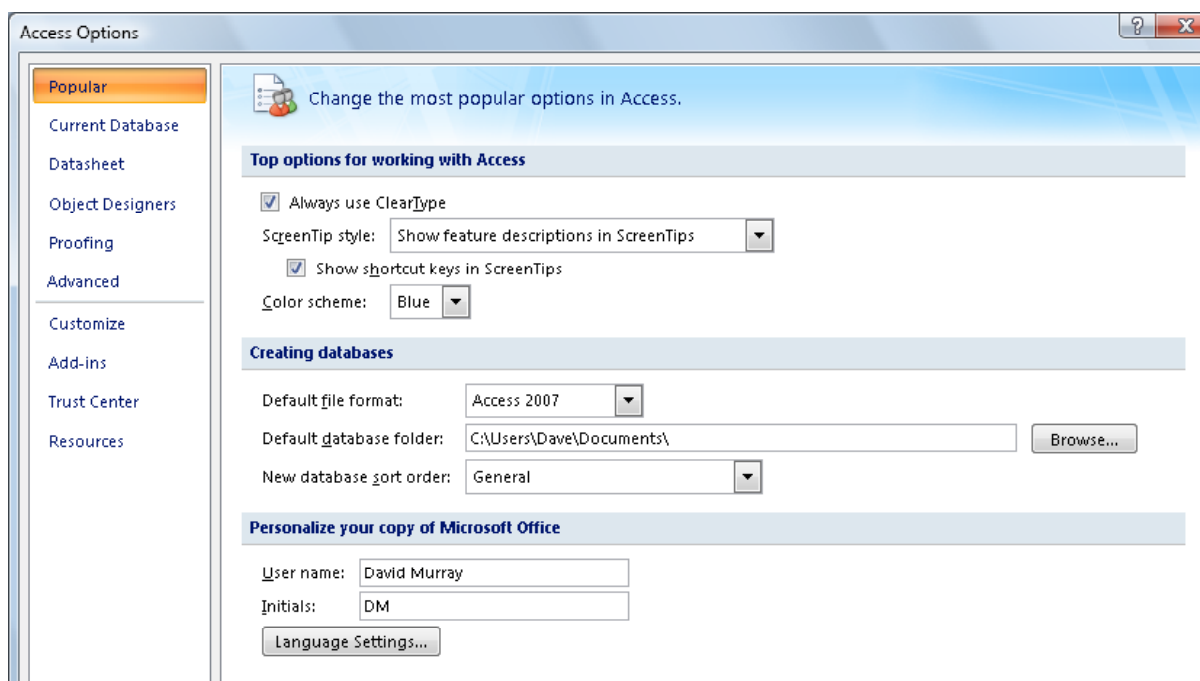 Access Options
Popular
Current Database
Datasheet
Object Designers
Proofing
Advanced
Customize
Add-ins
Trust Center
Resources
Change the most popular options in Access.
Top options for working with Access
Always use ClearType
ScreenTip style: Show feature descriptions in ScreenTips
Show shortcut keys in ScreenTips
Color scheme: Blue
Creating databases
Default file format: Access 2007
Default database folder: C:\Users\Dave\Documents\ Browse...
New database sort order: General
Personalize your copy of Microsoft Office
User name: David Murray
Initials: DM
Language Settings...